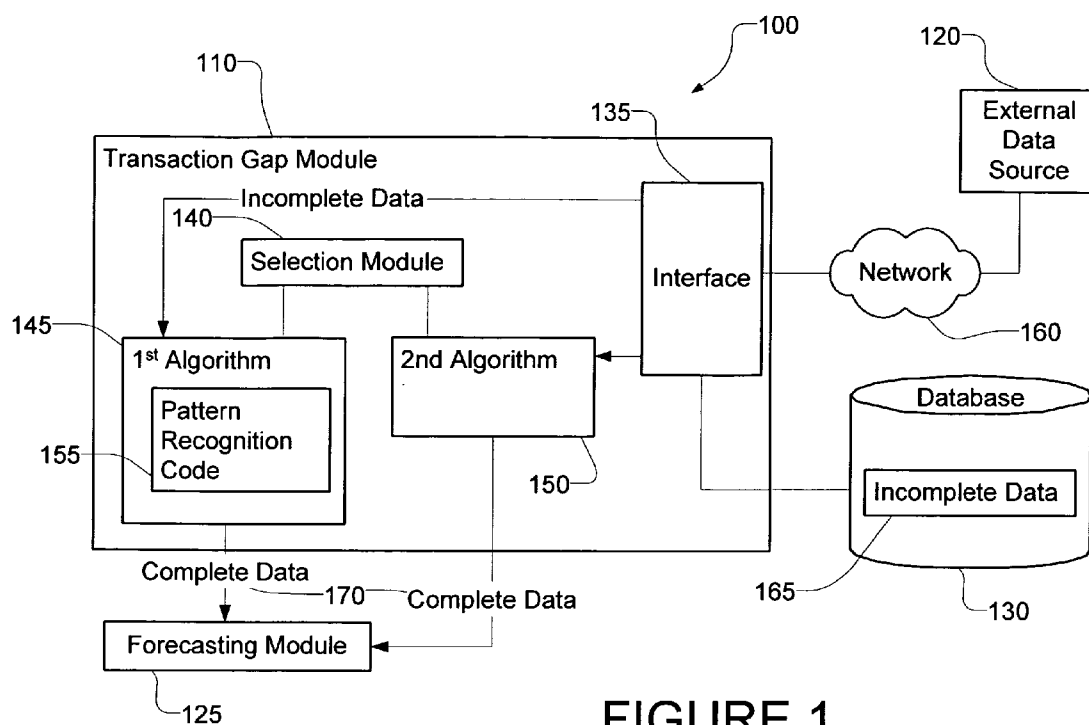 100
120
110
135
External
Data
Source
Transaction Gap Module
Incomplete Data
140
Selection Module
Interface
Network
160
145
1st Algorithm
2nd Algorithm
Pattern
Recognition
Code
155
150
Database
Incomplete Data
165
130
Complete Data
170
Complete Data
Forecasting Module
125
FIGURE 1